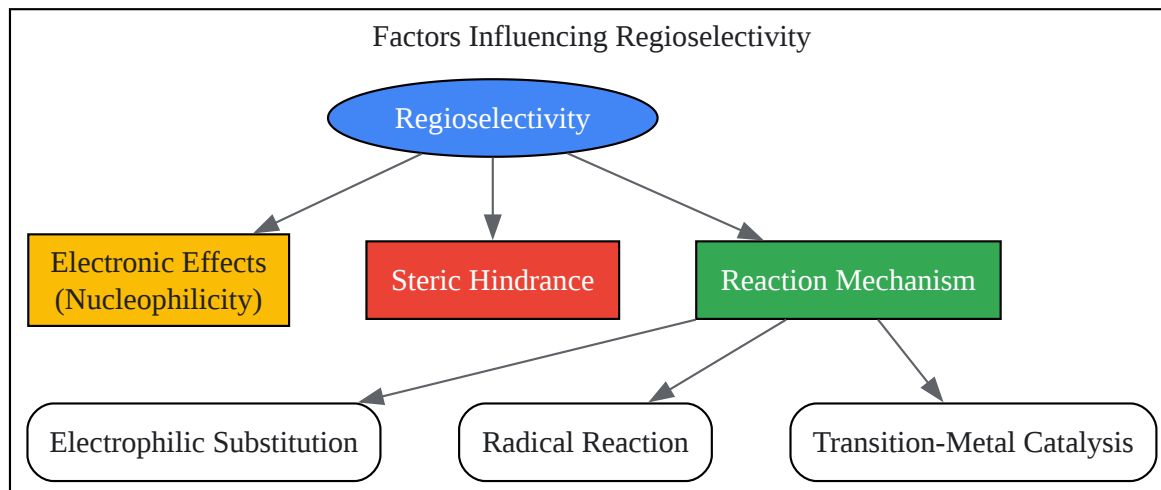 Factors Influencing Regioselectivity
Regioselectivity
Electronic Effects
(Nucleophilicity)
Steric Hindrance
Reaction Mechanism
Electrophilic Substitution
Radical Reaction
Transition-Metal Catalysis